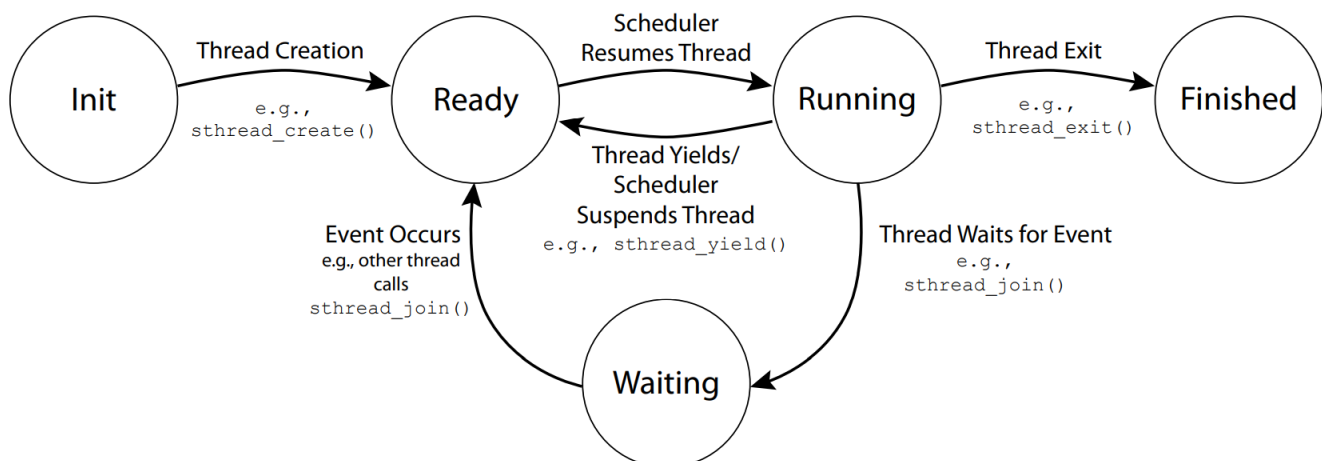 Init
Thread Creation
e.g.,
sthread_create()
Ready
Scheduler
Resumes Thread
Running
Thread Exit
e.g.,
sthread_exit()
Finished
Thread Yields/
Scheduler
Suspends Thread
e.g., sthread_yield()
Event Occurs
e.g., other thread
calls
sthread_join()
Thread Waits for Event
e.g.,
sthread_join()
Waiting